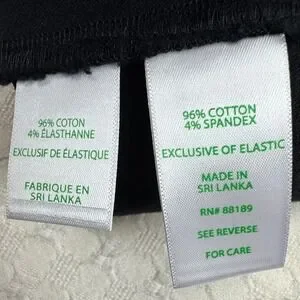 96% COTON
4% ÉLASTHANNE
EXCLUSIF DE ÉLASTIQUE
FABRIQUE EN
SRI LANKA
96% COTTON
4% SPANDEX
EXCLUSIVE OF ELASTIC
MADE IN
SRI LANKA
RN# 88189
SEE REVERSE
FOR CARE